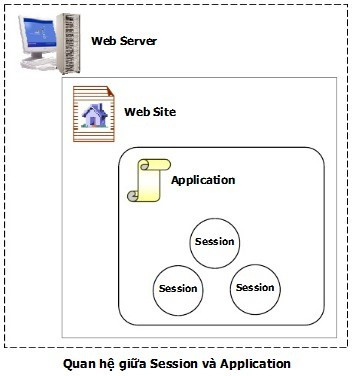 Web Server
Web Site
Application
Session
Session
Session
Quan hệ giữa Session và Application